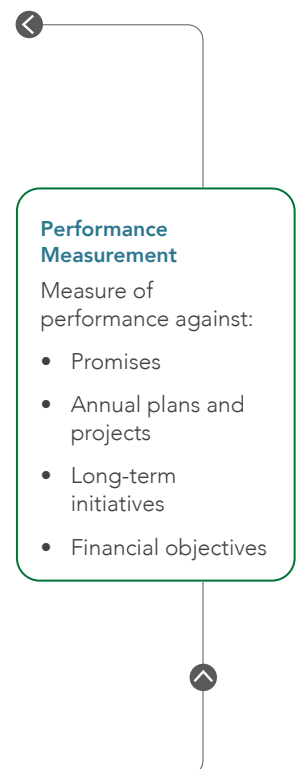 Performance
Measurement
Measure of
performance against:
• Promises
• Annual plans and
projects
• Long-term
initiatives
• Financial objectives